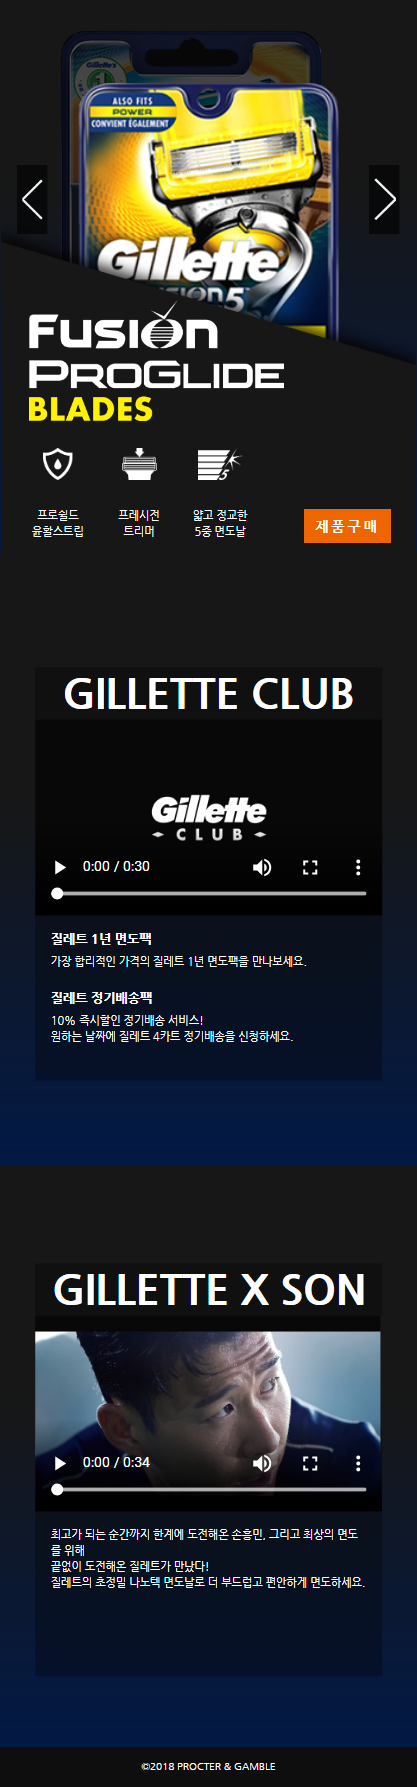 Gillette's
1
ALSO FITS
POWER
CONVIENT ÉGALEMENT
Gillette
FUSION
PROGLIDE
BLADES
5
프로쉴드
윤활스트립
프레시전
트리머
얇고 정교한
5중 면도날
제품구매
GILLETTE CLUB
Gillette
CLUB
0:00 / 0:30
질레트 1년 면도팩
가장 합리적인 가격의 질레트 1년 면도팩을 만나보세요.
질레트 정기배송팩
10% 즉시할인 정기배송 서비스!
원하는 날짜에 질레트 4카트 정기배송을 신청하세요.
GILLETTE X SON
0:00 / 0:34
최고가 되는 순간까지 한계에 도전해온 손흥민, 그리고 최상의 면도
를 위해
끝없이 도전해온 질레트가 만났다!
질레트의 초정밀 나노텍 면도날로 더 부드럽고 편안하게 면도하세요.
©2018 PROCTER & GAMBLE